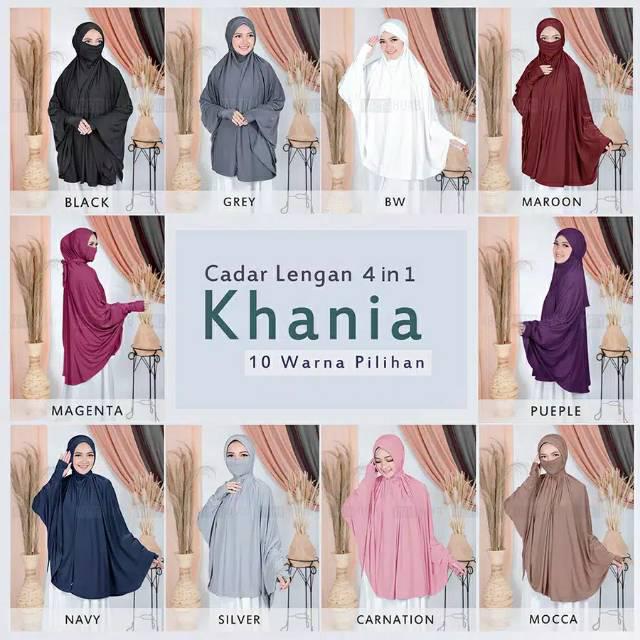 BLACK
GREY
BW
MAROON
Cadar Lengan 4 in 1
Khania
10 Warna Pilihan
MAGENTA
PUEPLE
NAVY
SILVER
CARNATION
MOCCA